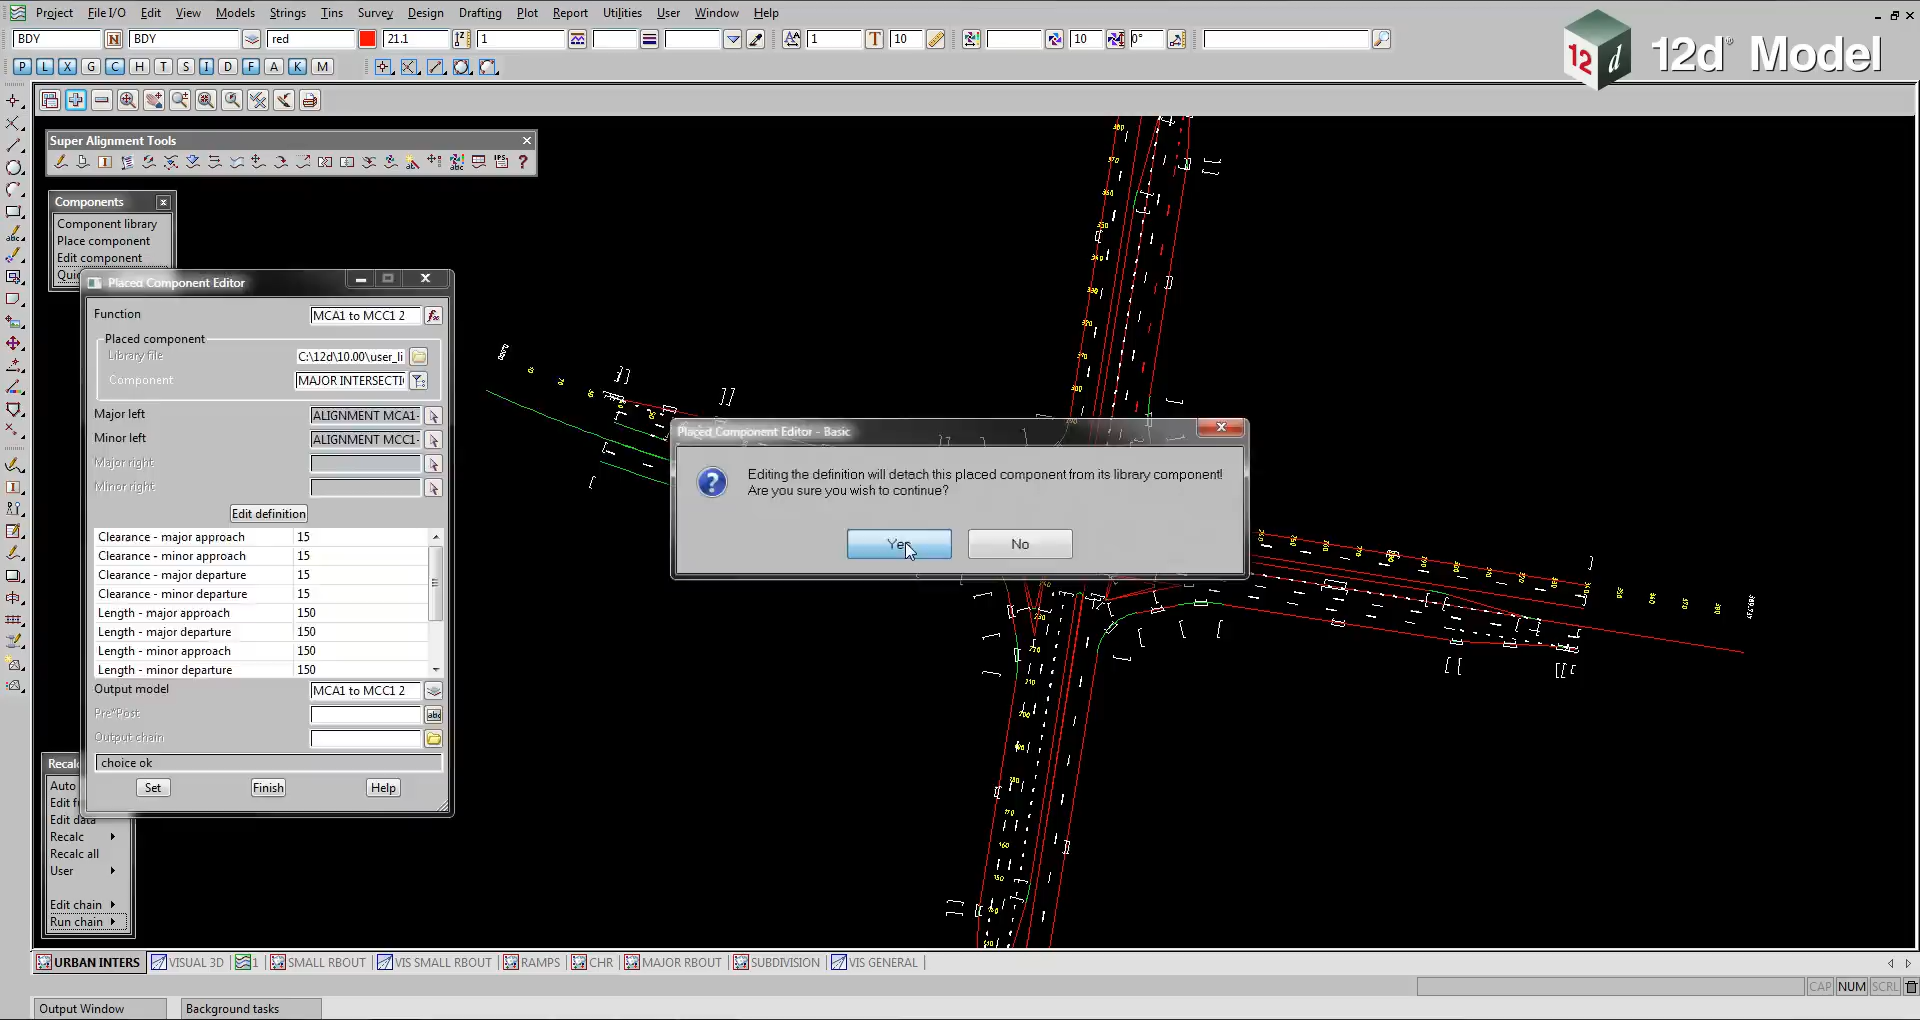 Project File I/O Edit View Models Strings Tins Survey Design Drafting Plot Report Utilities User Window Help
BDY BDY red 21.1 1 1 10 10 0°
P L X G C H T S I D F A K M
12d
12d® Model
Super Alignment Tools
Components
Component library
Place component
Edit component
Placed Component Editor
Function MCA1 to MCC1 2
Placed component
Library file C:\12d\10.00\user_li
Component MAJOR INTERSECTI
Major left ALIGNMENT MCA1-
Minor left ALIGNMENT MCC1-
Major right
Minor right
Edit definition
Clearance - major approach 15
Clearance - minor approach 15
Clearance - major departure 15
Clearance - minor departure 15
Length - major approach 150
Length - major departure 150
Length - minor approach 150
Length - minor departure 150
Output model MCA1 to MCC1 2
Pre*Post
Output chain
choice ok
Set Finish Help
Placed Component Editor - Basic
Editing the definition will detach this placed component from its library component!
Are you sure you wish to continue?
Yes No
Auto
Edit data
Recalc
Recalc all
User
Edit chain
Run chain
URBAN INTERS VISUAL 3D 1 SMALL RBOUT VIS SMALL RBOUT RAMPS CHR MAJOR RBOUT SUBDIVISION VIS GENERAL
CAP NUM SCRL
Output Window Background tasks